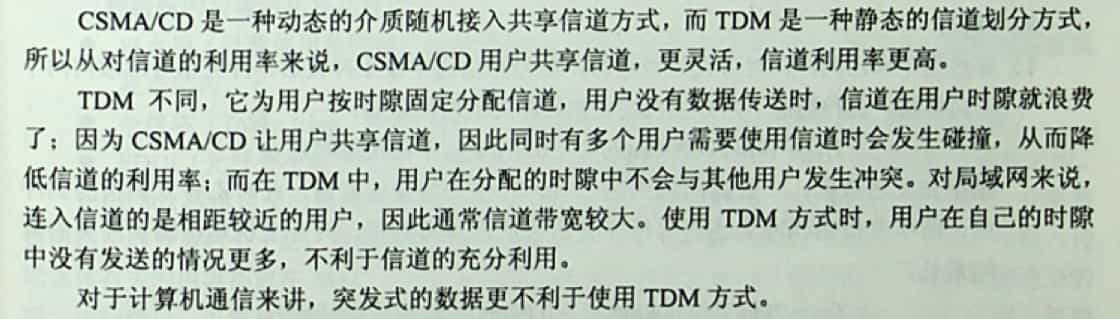 CSMA/CD 是一种动态的介质随机接入共享信道方式，而 TDM 是一种静态的信道划分方式，
所以从对信道的利用率来说，CSMA/CD 用户共享信道，更灵活，信道利用率更高。
TDM 不同，它为用户按时隙固定分配信道，用户没有数据传送时，信道在用户时隙就浪费
了；因为 CSMA/CD 让用户共享信道，因此同时有多个用户需要使用信道时会发生碰撞，从而降
低信道的利用率；而在 TDM 中，用户在分配的时隙中不会与其他用户发生冲突。对局域网来说，
连入信道的是相距较近的用户，因此通常信道带宽较大。使用 TDM 方式时，用户在自己的时隙
中没有发送的情况更多，不利于信道的充分利用。
对于计算机通信来讲，突发式的数据更不利于使用 TDM 方式。